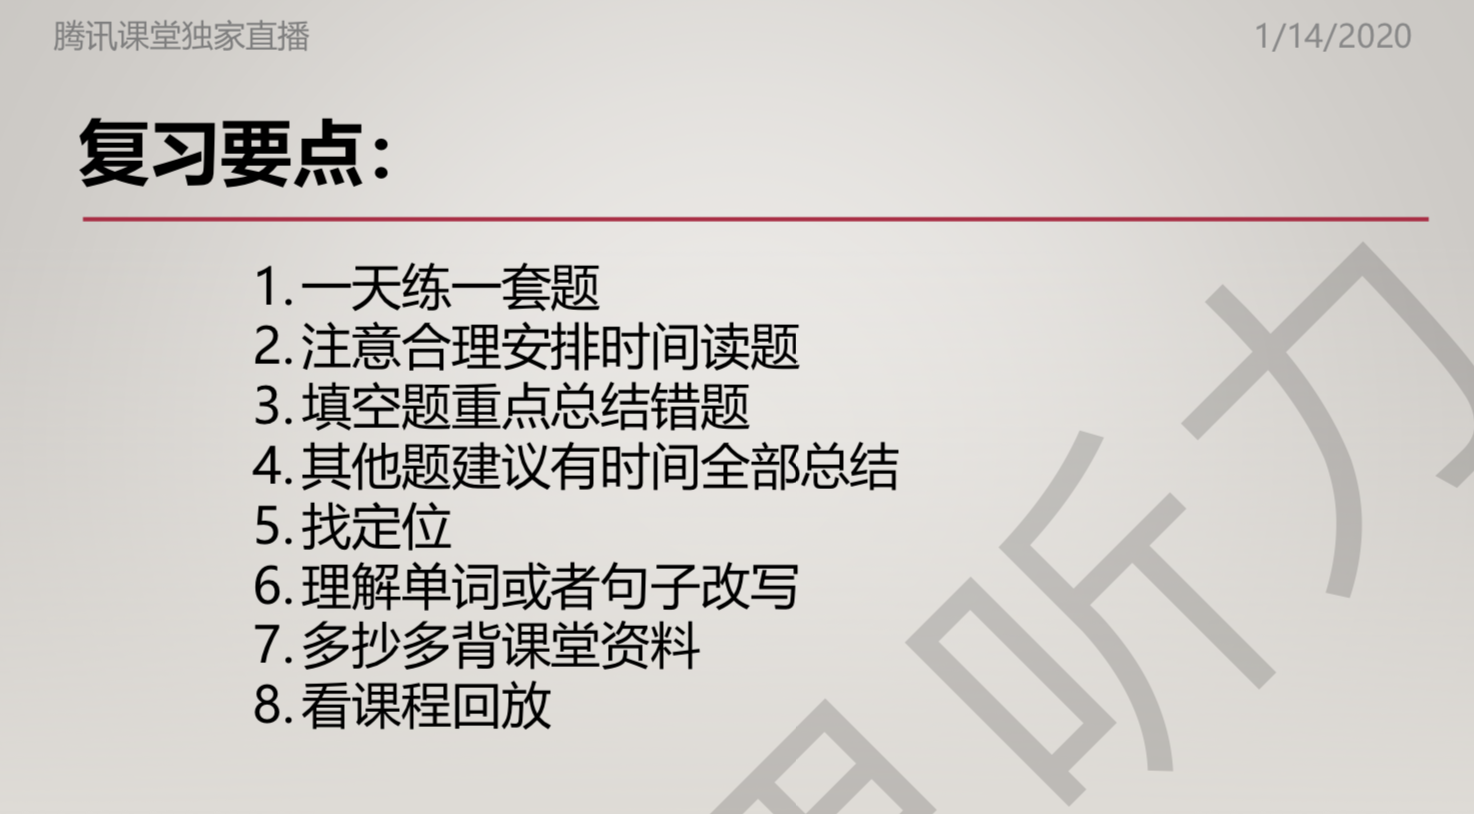 腾讯课堂独家直播
1/14/2020
复习要点：
1. 一天练一套题
2. 注意合理安排时间读题
3. 填空题重点总结错题
4. 其他题建议有时间全部总结
5. 找定位
6. 理解单词或者句子改写
7. 多抄多背课堂资料
8. 看课程回放
听力